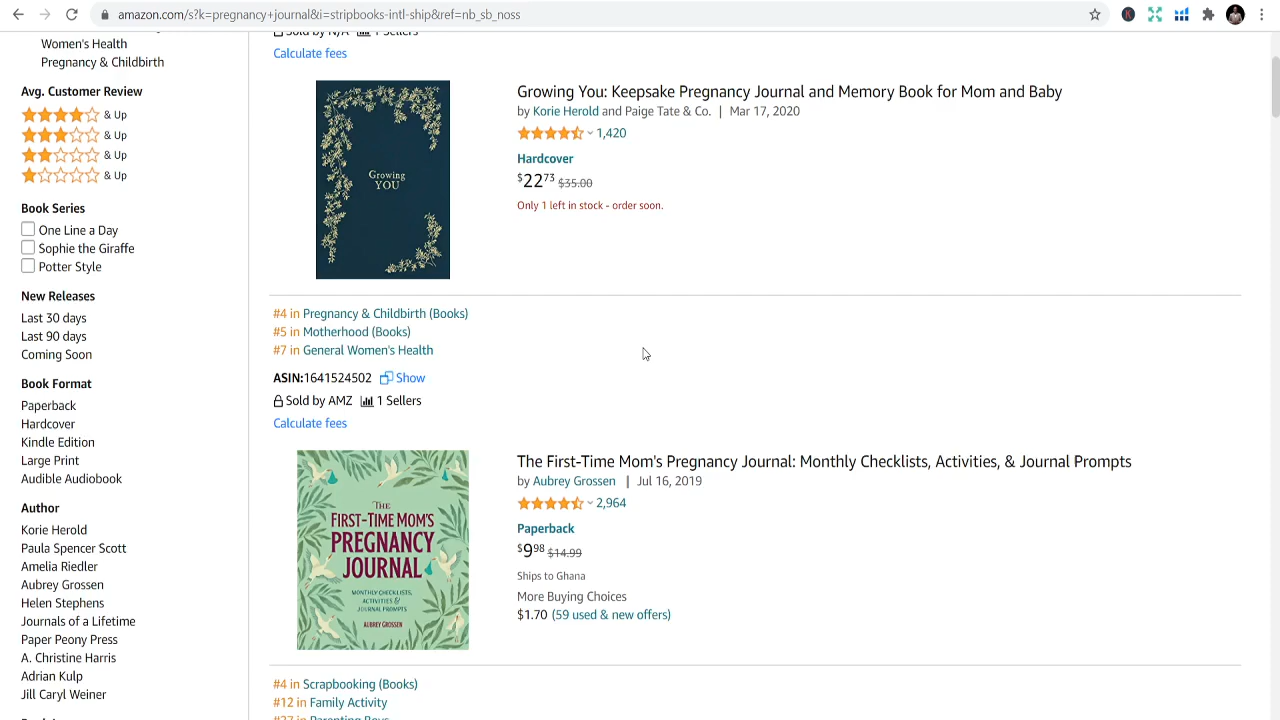 amazon.com/s?k=pregnancy+journal&i=stripbooks-intl-ship&ref=nb_sb_noss
Women's Health
Pregnancy & Childbirth
Avg. Customer Review
& Up
& Up
& Up
& Up
Book Series
One Line a Day
Sophie the Giraffe
Potter Style
New Releases
Last 30 days
Last 90 days
Coming Soon
Book Format
Paperback
Hardcover
Kindle Edition
Large Print
Audible Audiobook
Author
Korie Herold
Paula Spencer Scott
Amelia Riedler
Aubrey Grossen
Helen Stephens
Journals of a Lifetime
Paper Peony Press
A. Christine Harris
Adrian Kulp
Jill Caryl Weiner
Sold by N/A 1 Sellers
Calculate fees
Growing
YOU
Growing You: Keepsake Pregnancy Journal and Memory Book for Mom and Baby
by Korie Herold and Paige Tate & Co. | Mar 17, 2020
1,420
Hardcover
$22 73 $35.00
Only 1 left in stock - order soon.
#4 in Pregnancy & Childbirth (Books)
#5 in Motherhood (Books)
#7 in General Women's Health
ASIN:1641524502 Show
Sold by AMZ 1 Sellers
Calculate fees
THE
FIRST-TIME MOM'S
PREGNANCY
JOURNAL
MONTHLY CHECKLISTS,
ACTIVITIES &
JOURNAL PROMPTS
AUBREY GROSSEN
The First-Time Mom's Pregnancy Journal: Monthly Checklists, Activities, & Journal Prompts
by Aubrey Grossen | Jul 16, 2019
2,964
Paperback
$9 98 $14.99
Ships to Ghana
More Buying Choices
$1.70 (59 used & new offers)
#4 in Scrapbooking (Books)
#12 in Family Activity
#27 in Parenting Boys